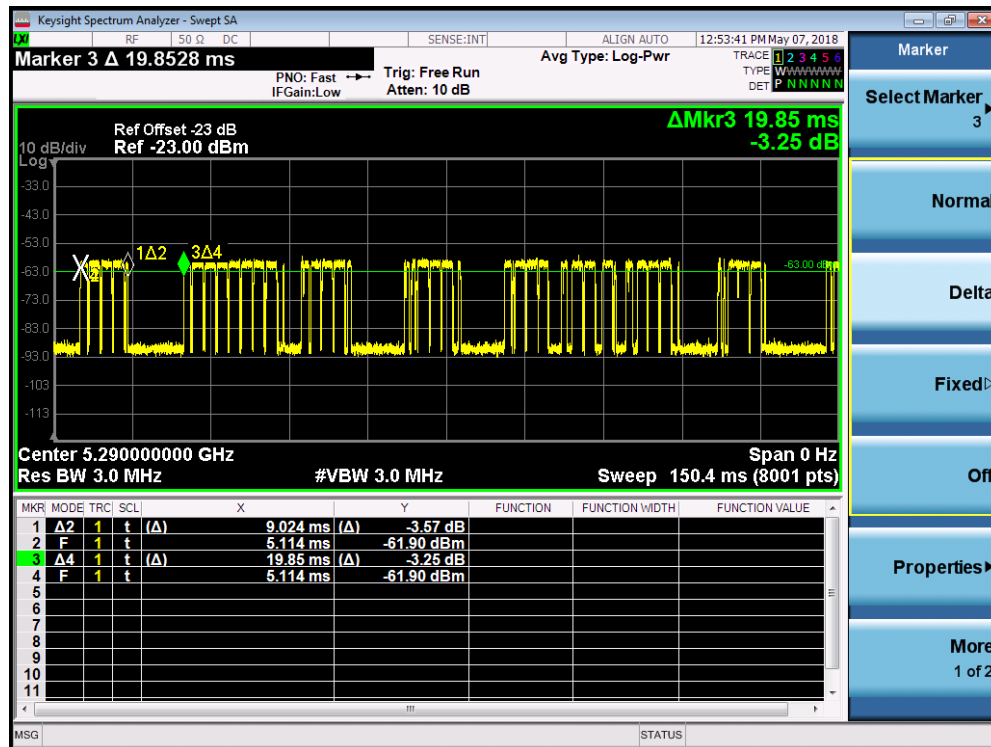 Keysight Spectrum Analyzer - Swept SA
LXI RF 50 Ω DC SENSE:INT ALIGN AUTO 12:53:41 PM May 07, 2018
Marker 3 Δ 19.8528 ms
PNO: Fast
IFGain:Low
Trig: Free Run
Atten: 10 dB
Avg Type: Log-Pwr
TRACE 1 2 3 4 5 6
TYPE WWWWWW
DET P N N N N N
ΔMkr3 19.85 ms
-3.25 dB
Ref Offset -23 dB
10 dB/div Ref -23.00 dBm
Log
-33.0
-43.0
-53.0
-63.0
-73.0
-83.0
-93.0
-103
-113
1Δ2
3Δ4
X
2
-63.00 dBm
Center 5.290000000 GHz Span 0 Hz
Res BW 3.0 MHz #VBW 3.0 MHz Sweep 150.4 ms (8001 pts)
MKR MODE TRC SCL X Y FUNCTION FUNCTION WIDTH FUNCTION VALUE
1 Δ2 1 t (Δ) 9.024 ms (Δ) -3.57 dB
2 F 1 t 5.114 ms -61.90 dBm
3 Δ4 1 t (Δ) 19.85 ms (Δ) -3.25 dB
4 F 1 t 5.114 ms -61.90 dBm
5
6
7
8
9
10
11
MSG STATUS
Marker
Select Marker
3
Normal
Delta
Fixed
Off
Properties
More
1 of 2